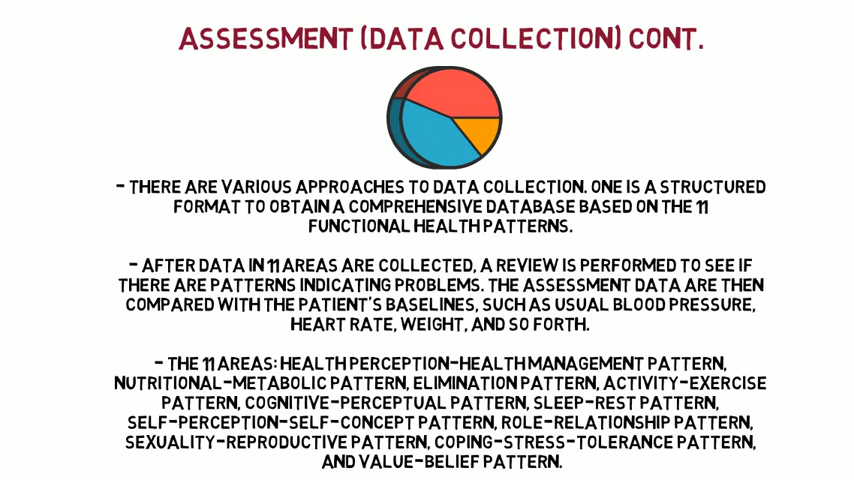 ASSESSMENT (DATA COLLECTION) CONT.
- THERE ARE VARIOUS APPROACHES TO DATA COLLECTION. ONE IS A STRUCTURED
FORMAT TO OBTAIN A COMPREHENSIVE DATABASE BASED ON THE 11
FUNCTIONAL HEALTH PATTERNS.
- AFTER DATA IN 11 AREAS ARE COLLECTED, A REVIEW IS PERFORMED TO SEE IF
THERE ARE PATTERNS INDICATING PROBLEMS. THE ASSESSMENT DATA ARE THEN
COMPARED WITH THE PATIENT'S BASELINES, SUCH AS USUAL BLOOD PRESSURE,
HEART RATE, WEIGHT, AND SO FORTH.
- THE 11 AREAS: HEALTH PERCEPTION-HEALTH MANAGEMENT PATTERN,
NUTRITIONAL-METABOLIC PATTERN, ELIMINATION PATTERN, ACTIVITY-EXERCISE
PATTERN, COGNITIVE-PERCEPTUAL PATTERN, SLEEP-REST PATTERN,
SELF-PERCEPTION-SELF-CONCEPT PATTERN, ROLE-RELATIONSHIP PATTERN,
SEXUALITY-REPRODUCTIVE PATTERN, COPING-STRESS-TOLERANCE PATTERN,
AND VALUE-BELIEF PATTERN.